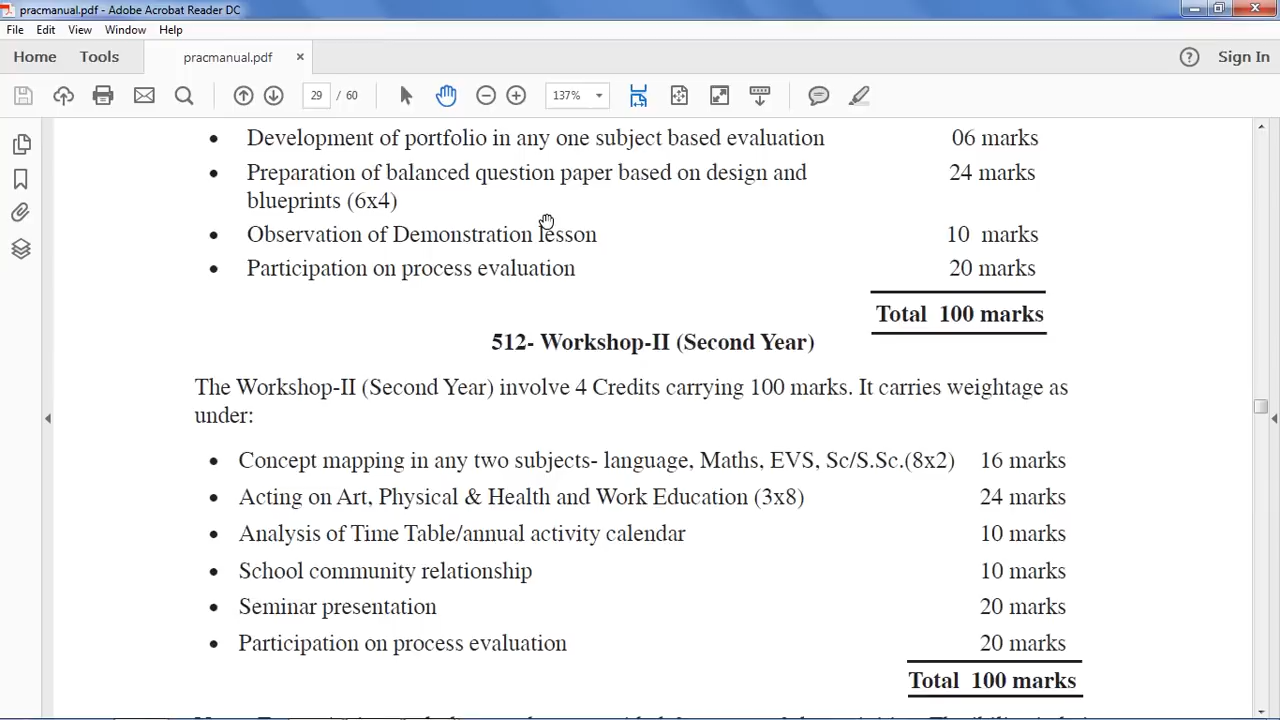 pracmanual.pdf - Adobe Acrobat Reader DC
File Edit View Window Help
Home Tools pracmanual.pdf × ? Sign In
29 / 60 137%
• Development of portfolio in any one subject based evaluation 06 marks
• Preparation of balanced question paper based on design and 24 marks
blueprints (6x4)
• Observation of Demonstration lesson 10 marks
• Participation on process evaluation 20 marks
Total 100 marks
512- Workshop-II (Second Year)
The Workshop-II (Second Year) involve 4 Credits carrying 100 marks. It carries weightage as
under:
• Concept mapping in any two subjects- language, Maths, EVS, Sc/S.Sc.(8x2) 16 marks
• Acting on Art, Physical & Health and Work Education (3x8) 24 marks
• Analysis of Time Table/annual activity calendar 10 marks
• School community relationship 10 marks
• Seminar presentation 20 marks
• Participation on process evaluation 20 marks
Total 100 marks